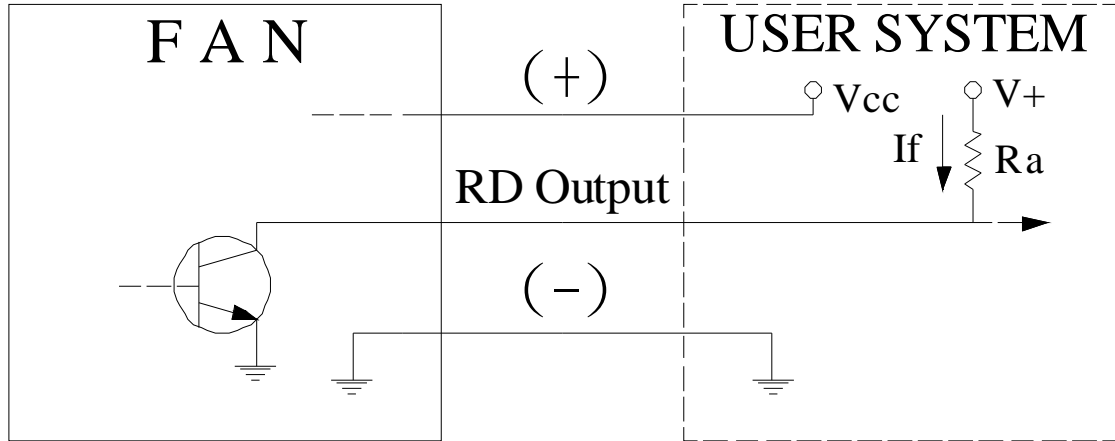 F A N
USER SYSTEM
(+)
Vcc
V+
If
Ra
RD Output
(-)